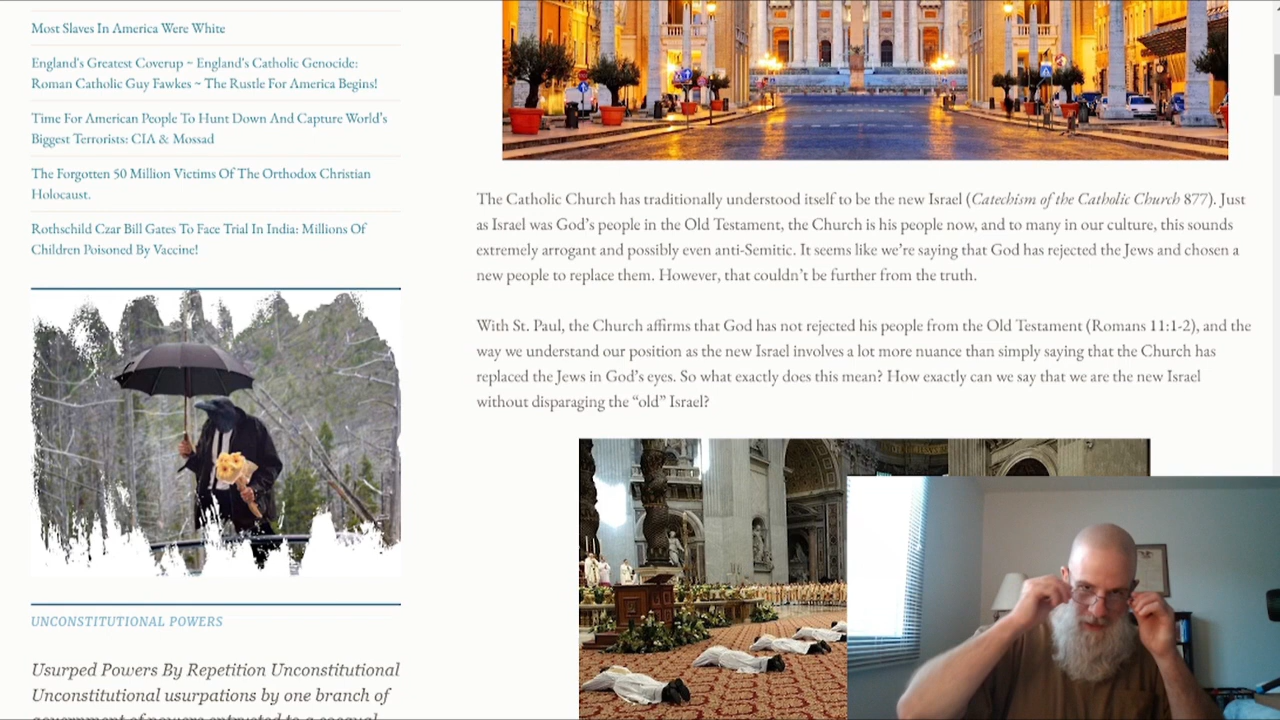 Most Slaves In America Were White
England's Greatest Coverup ~ England's Catholic Genocide:
Roman Catholic Guy Fawkes ~ The Rustle For America Begins!
Time For American People To Hunt Down And Capture World's
Biggest Terrorists: CIA & Mossad
The Forgotten 50 Million Victims Of The Orthodox Christian
Holocaust.
Rothschild Czar Bill Gates To Face Trial In India: Millions Of
Children Poisoned By Vaccine!
UNCONSTITUTIONAL POWERS
Usurped Powers By Repetition Unconstitutional
Unconstitutional usurpations by one branch of
government of powers entrusted to a coequal
The Catholic Church has traditionally understood itself to be the new Israel (Catechism of the Catholic Church 877). Just
as Israel was God's people in the Old Testament, the Church is his people now, and to many in our culture, this sounds
extremely arrogant and possibly even anti-Semitic. It seems like we're saying that God has rejected the Jews and chosen a
new people to replace them. However, that couldn't be further from the truth.
With St. Paul, the Church affirms that God has not rejected his people from the Old Testament (Romans 11:1-2), and the
way we understand our position as the new Israel involves a lot more nuance than simply saying that the Church has
replaced the Jews in God's eyes. So what exactly does this mean? How exactly can we say that we are the new Israel
without disparaging the “old” Israel?